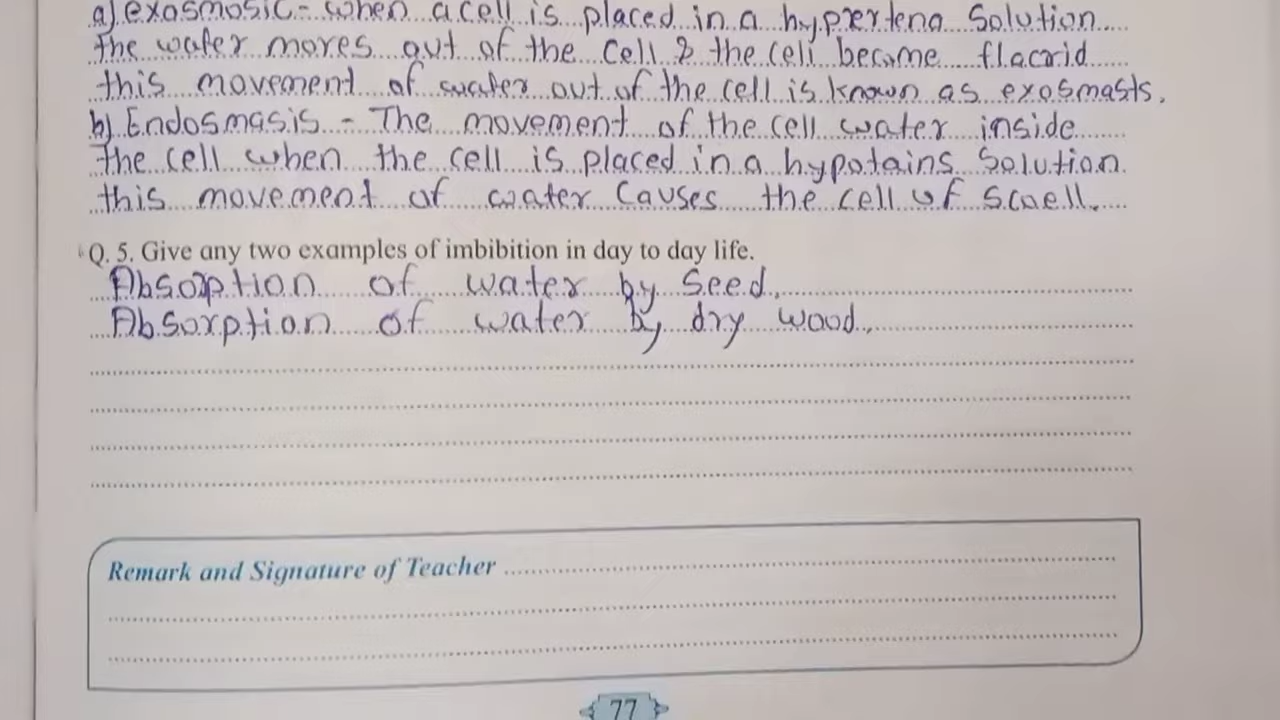 a) exosmosic - when a cell is placed in a hyperteno Solution
the water moves out of the cell & the cell became flacrid
this movement of water out of the cell is known as exosmasts.
b) Endosmasis - The movement of the cell water inside
the cell when the cell is placed in a hypotains Solution
this movement of water Causes the cell of swell.
Q. 5. Give any two examples of imbibition in day to day life.
Absorption of water by Seed.
Absorption of water by dry wood.
Remark and Signature of Teacher
77